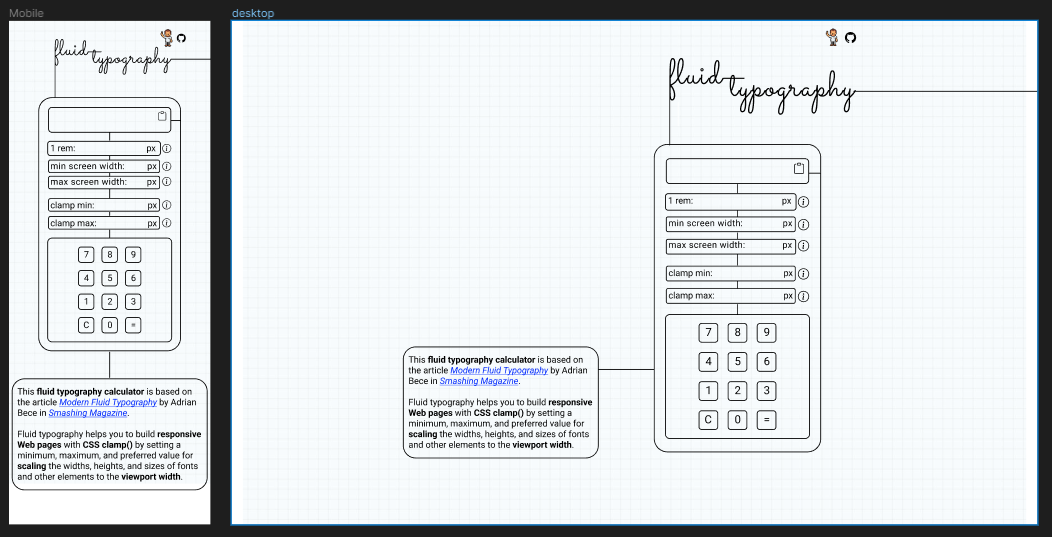 Mobile
fluid
typography
1 rem: px i
min screen width: px i
max screen width: px i
clamp min: px i
clamp max: px i
7 8 9
4 5 6
1 2 3
C 0 =
This fluid typography calculator is based on
the article Modern Fluid Typography by Adrian
Bece in Smashing Magazine.
Fluid typography helps you to build responsive
Web pages with CSS clamp() by setting a
minimum, maximum, and preferred value for
scaling the widths, heights, and sizes of fonts
and other elements to the viewport width.
desktop
fluid
typography
1 rem: px i
min screen width: px i
max screen width: px i
clamp min: px i
clamp max: px i
7 8 9
4 5 6
1 2 3
C 0 =
This fluid typography calculator is based on
the article Modern Fluid Typography by Adrian
Bece in Smashing Magazine.
Fluid typography helps you to build responsive
Web pages with CSS clamp() by setting a
minimum, maximum, and preferred value for
scaling the widths, heights, and sizes of fonts
and other elements to the viewport width.